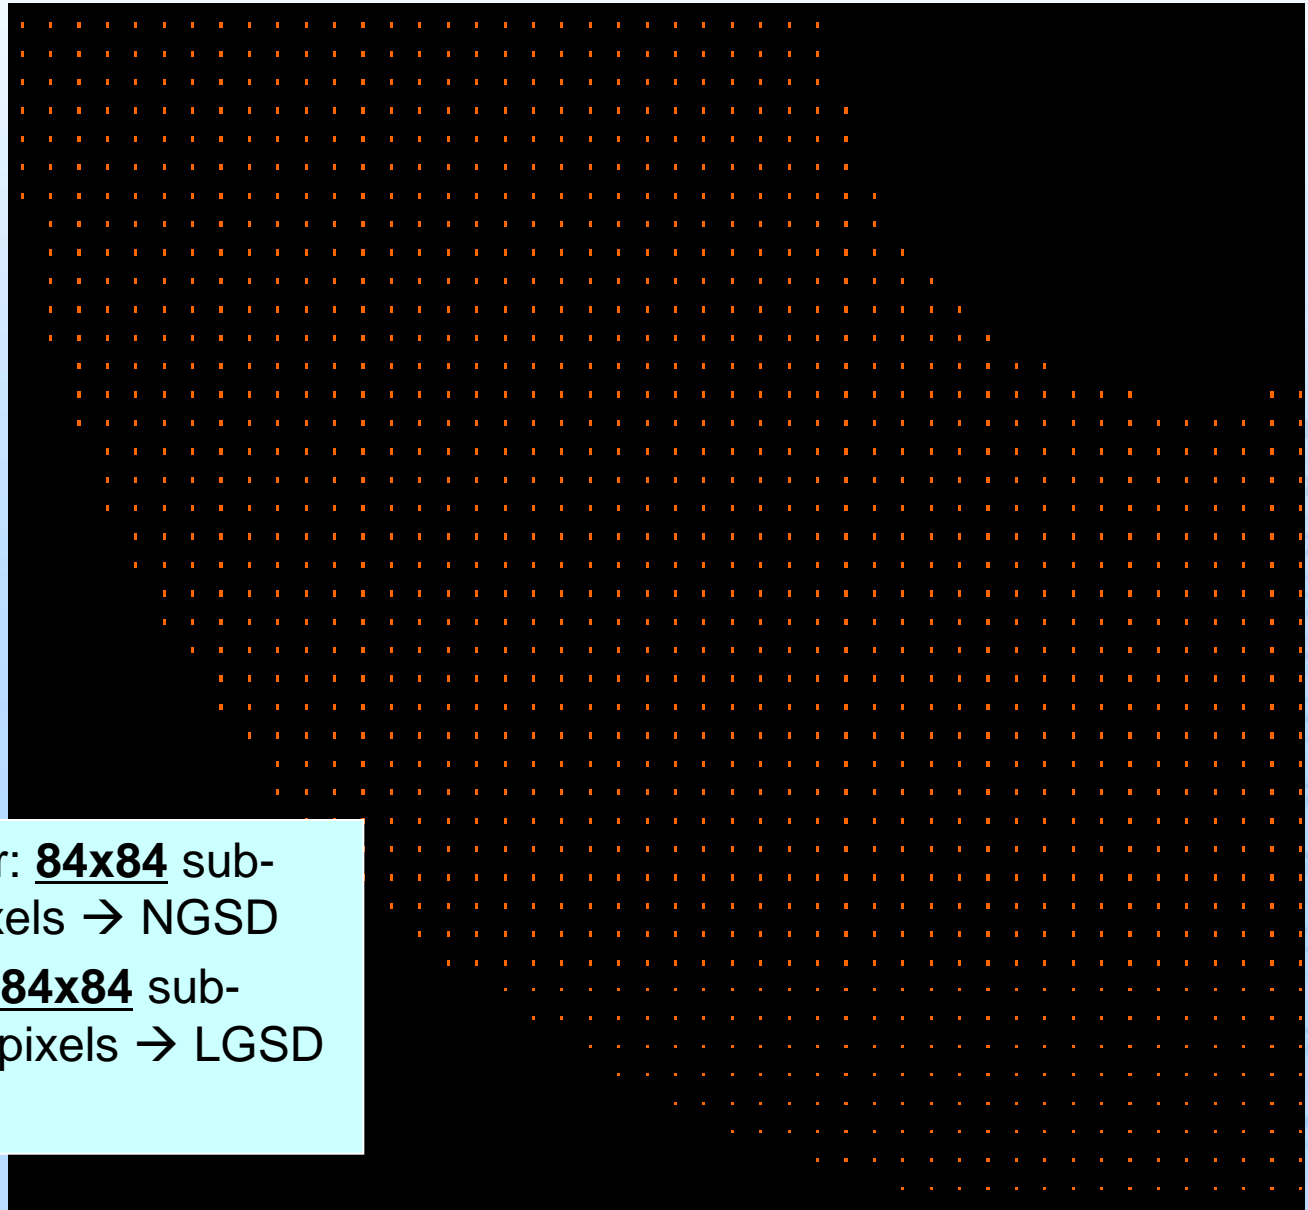 r: 84x84 sub-
xels → NGSD
84x84 sub-
pixels → LGSD